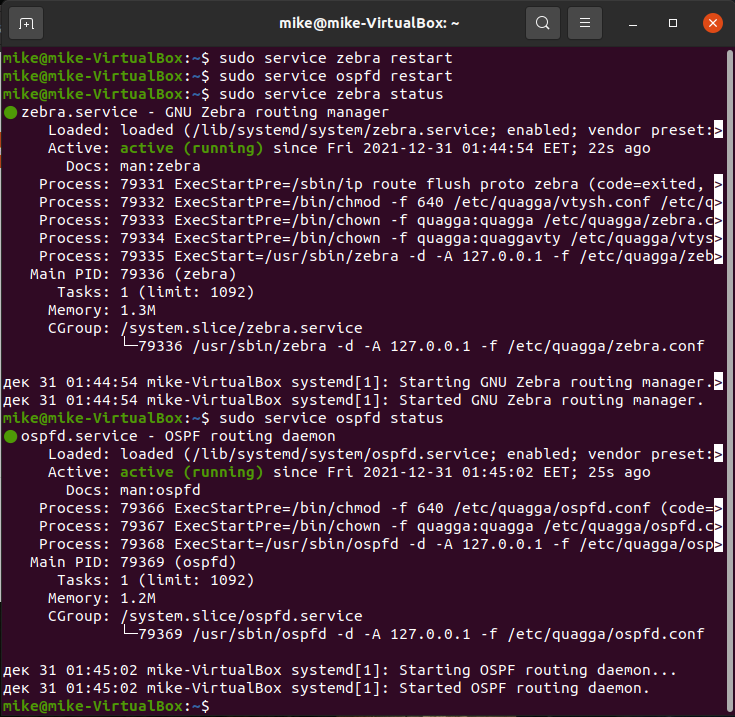 mike@mike-VirtualBox: ~
mike@mike-VirtualBox:~$ sudo service zebra restart
mike@mike-VirtualBox:~$ sudo service ospfd restart
mike@mike-VirtualBox:~$ sudo service zebra status
● zebra.service - GNU Zebra routing manager
     Loaded: loaded (/lib/systemd/system/zebra.service; enabled; vendor preset:>
     Active: active (running) since Fri 2021-12-31 01:44:54 EET; 22s ago
       Docs: man:zebra
    Process: 79331 ExecStartPre=/sbin/ip route flush proto zebra (code=exited, >
    Process: 79332 ExecStartPre=/bin/chmod -f 640 /etc/quagga/vtysh.conf /etc/q>
    Process: 79333 ExecStartPre=/bin/chown -f quagga:quagga /etc/quagga/zebra.c>
    Process: 79334 ExecStartPre=/bin/chown -f quagga:quaggavty /etc/quagga/vtys>
    Process: 79335 ExecStart=/usr/sbin/zebra -d -A 127.0.0.1 -f /etc/quagga/zeb>
   Main PID: 79336 (zebra)
      Tasks: 1 (limit: 1092)
     Memory: 1.3M
     CGroup: /system.slice/zebra.service
             └─79336 /usr/sbin/zebra -d -A 127.0.0.1 -f /etc/quagga/zebra.conf
дек 31 01:44:54 mike-VirtualBox systemd[1]: Starting GNU Zebra routing manager.>
дек 31 01:44:54 mike-VirtualBox systemd[1]: Started GNU Zebra routing manager.
mike@mike-VirtualBox:~$ sudo service ospfd status
● ospfd.service - OSPF routing daemon
     Loaded: loaded (/lib/systemd/system/ospfd.service; enabled; vendor preset:>
     Active: active (running) since Fri 2021-12-31 01:45:02 EET; 25s ago
       Docs: man:ospfd
    Process: 79366 ExecStartPre=/bin/chmod -f 640 /etc/quagga/ospfd.conf (code=>
    Process: 79367 ExecStartPre=/bin/chown -f quagga:quagga /etc/quagga/ospfd.c>
    Process: 79368 ExecStart=/usr/sbin/ospfd -d -A 127.0.0.1 -f /etc/quagga/osp>
   Main PID: 79369 (ospfd)
      Tasks: 1 (limit: 1092)
     Memory: 1.2M
     CGroup: /system.slice/ospfd.service
             └─79369 /usr/sbin/ospfd -d -A 127.0.0.1 -f /etc/quagga/ospfd.conf
дек 31 01:45:02 mike-VirtualBox systemd[1]: Starting OSPF routing daemon...
дек 31 01:45:02 mike-VirtualBox systemd[1]: Started OSPF routing daemon.
mike@mike-VirtualBox:~$